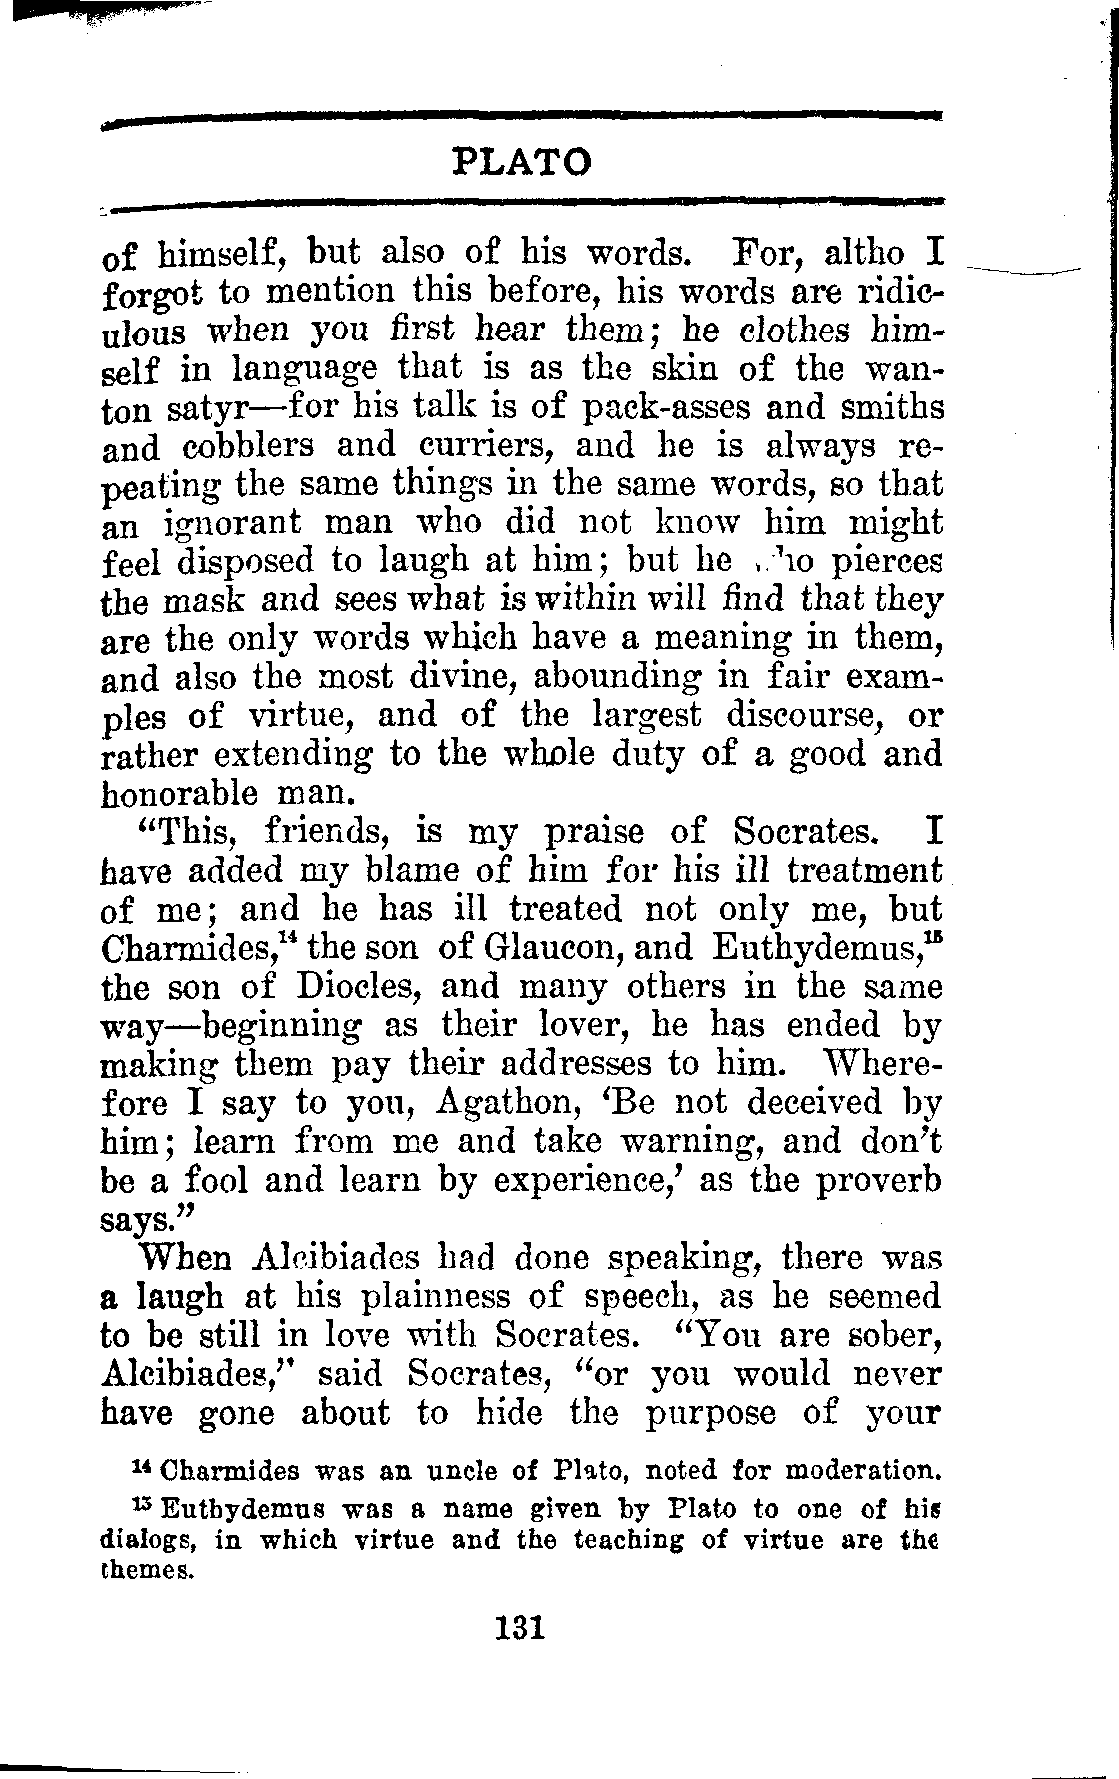 PLATO
of himself, but also of his words. For, altho I
forgot to mention this before, his words are ridic-
ulous when you first hear them; he clothes him-
self in language that is as the skin of the wan-
ton satyr—for his talk is of pack-asses and smiths
and cobblers and curriers, and he is always re-
peating the same things in the same words, so that
an ignorant man who did not know him might
feel disposed to laugh at him; but he who pierces
the mask and sees what is within will find that they
are the only words which have a meaning in them,
and also the most divine, abounding in fair exam-
ples of virtue, and of the largest discourse, or
rather extending to the whole duty of a good and
honorable man.
"This, friends, is my praise of Socrates. I
have added my blame of him for his ill treatment
of me; and he has ill treated not only me, but
Charmides,¹⁴ the son of Glaucon, and Euthydemus,¹⁵
the son of Diocles, and many others in the same
way—beginning as their lover, he has ended by
making them pay their addresses to him. Where-
fore I say to you, Agathon, 'Be not deceived by
him; learn from me and take warning, and don't
be a fool and learn by experience,' as the proverb
says."
When Alcibiades had done speaking, there was
a laugh at his plainness of speech, as he seemed
to be still in love with Socrates. "You are sober,
Alcibiades," said Socrates, "or you would never
have gone about to hide the purpose of your
¹⁴ Charmides was an uncle of Plato, noted for moderation.
¹⁵ Euthydemus was a name given by Plato to one of his
dialogs, in which virtue and the teaching of virtue are the
themes.
131